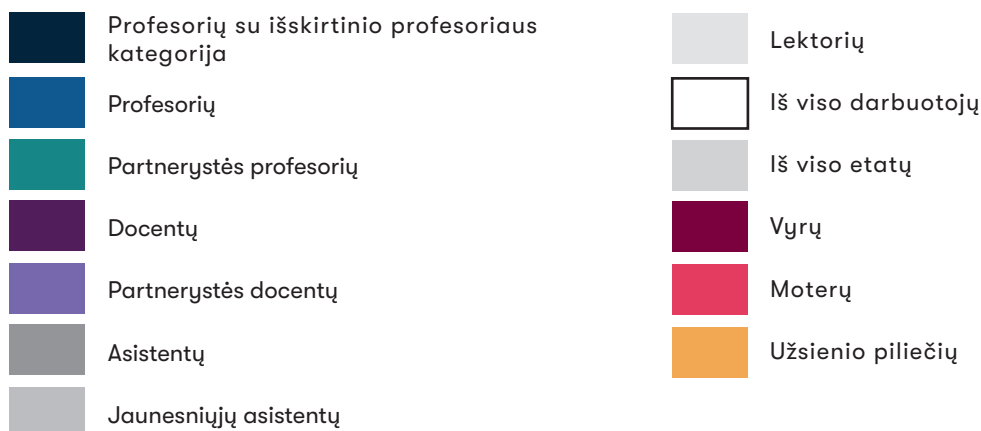 Profesorių su išskirtinio profesoriaus
kategorija
Profesorių
Partnerystės profesorių
Docentų
Partnerystės docentų
Asistentų
Jaunesniųjų asistentų
Lektorių
Iš viso darbuotojų
Iš viso etatų
Vyrų
Moterų
Užsienio piliečių